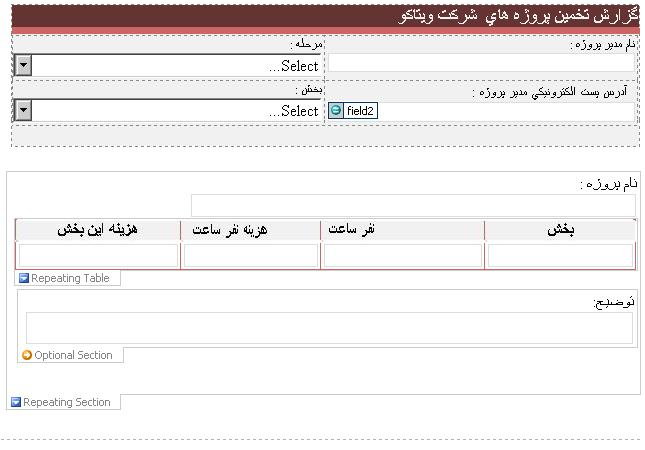 گزارش تخمين پروژه هاي شرکت ويتاکو
نام مدير پروژه :
مرحله :
Select...
آدرس پست الکترونيکي مدير پروژه :
field2
بخش :
Select...
نام پروژه :
بخش نفر ساعت هزينه نفر ساعت هزينه اين بخش
Repeating Table
توضيح:
Optional Section
Repeating Section